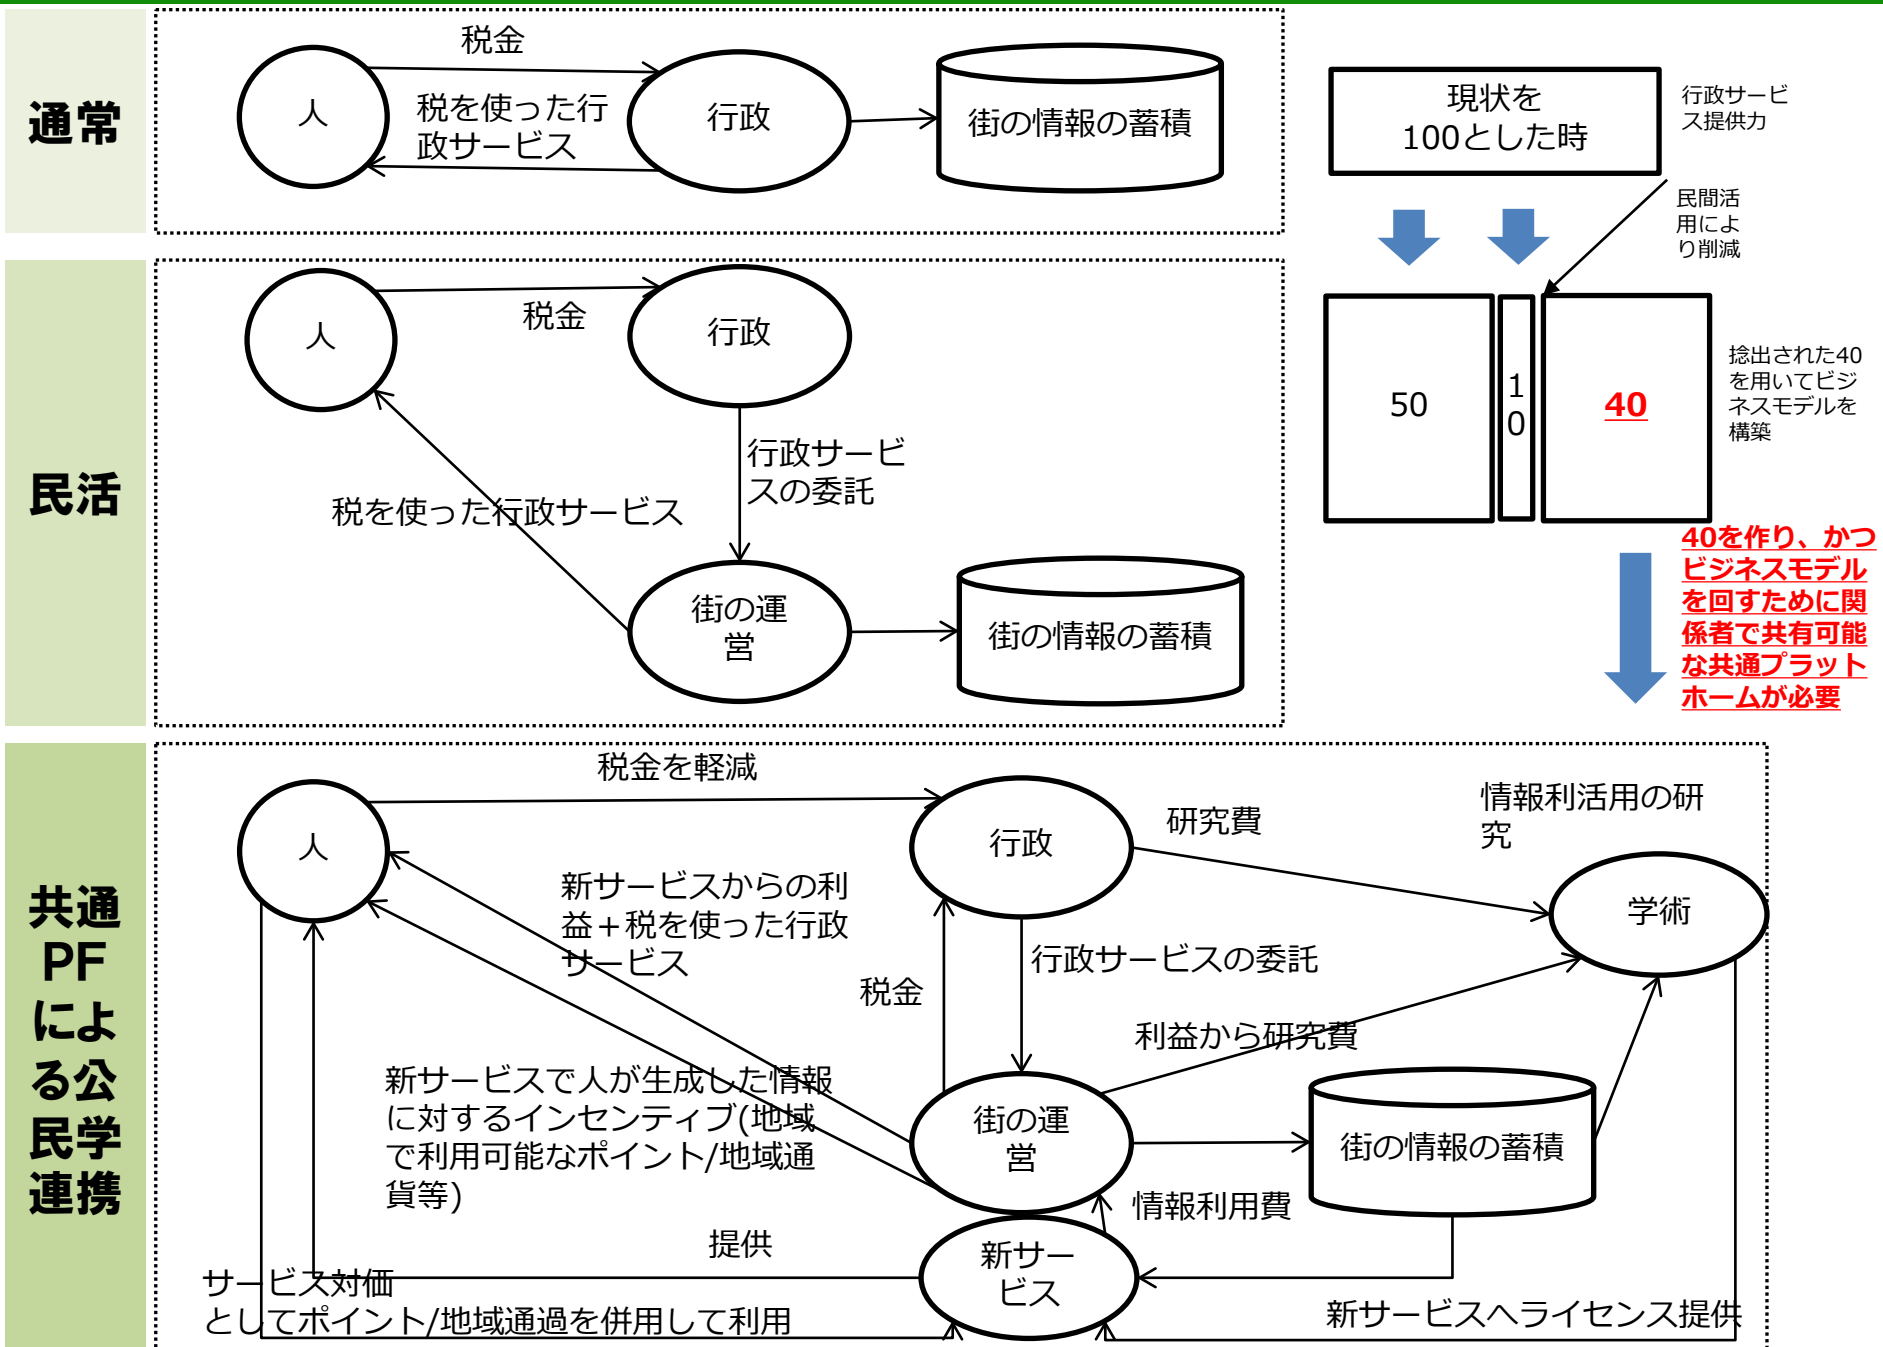 通常
税金
人
税を使った行
政サービス
行政
街の情報の蓄積
現状を
100とした時
行政サービ
ス提供力
民間活
用によ
り削減
民活
人
税金
行政
行政サービ
スの委託
税を使った行政サービス
街の運
営
街の情報の蓄積
50
1
0
40
捻出された40
を用いてビジ
ネスモデルを
構築
40を作り、かつ
ビジネスモデル
を回すために関
係者で共有可能
な共通プラット
ホームが必要
共通
PF
によ
る公
民学
連携
税金を軽減
人
行政
研究費
情報利活用の研
究
学術
新サービスからの利
益＋税を使った行政
サービス
税金
行政サービスの委託
利益から研究費
新サービスで人が生成した情報
に対するインセンティブ(地域
で利用可能なポイント/地域通
貨等)
街の運
営
街の情報の蓄積
情報利用費
提供
新サー
ビス
サービス対価
としてポイント/地域通過を併用して利用
新サービスへライセンス提供